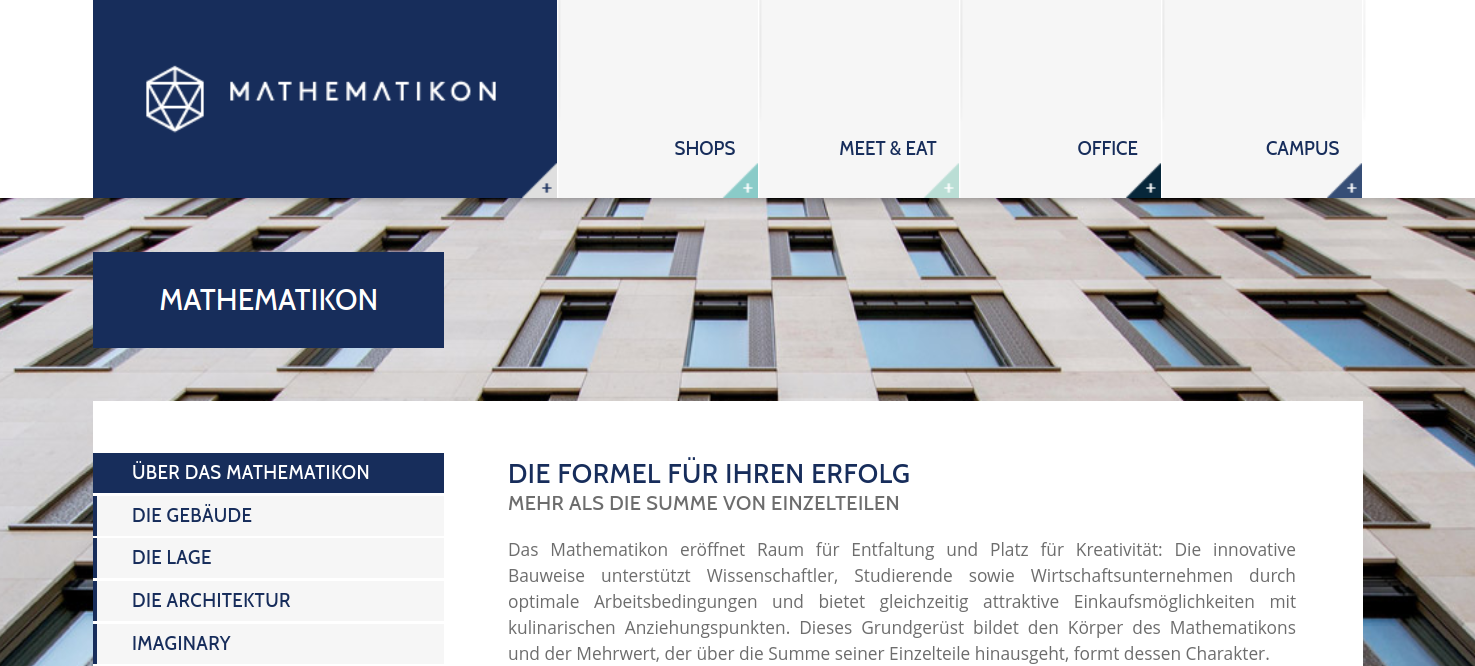 MATHEMATIKON
SHOPS
MEET & EAT
OFFICE
CAMPUS
+
+
+
+
+
MATHEMATIKON
ÜBER DAS MATHEMATIKON
DIE GEBÄUDE
DIE LAGE
DIE ARCHITEKTUR
IMAGINARY
DIE FORMEL FÜR IHREN ERFOLG
MEHR ALS DIE SUMME VON EINZELTEILEN
Das Mathematikon eröffnet Raum für Entfaltung und Platz für Kreativität: Die innovative
Bauweise unterstützt Wissenschaftler, Studierende sowie Wirtschaftsunternehmen durch
optimale Arbeitsbedingungen und bietet gleichzeitig attraktive Einkaufsmöglichkeiten mit
kulinarischen Anziehungspunkten. Dieses Grundgerüst bildet den Körper des Mathematikons
und der Mehrwert, der über die Summe seiner Einzelteile hinausgeht, formt dessen Charakter.